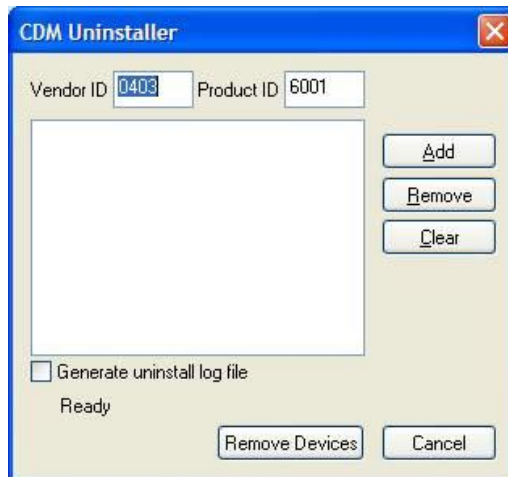 CDM Uninstaller
Vendor ID 0403 Product ID 6001
Add
Remove
Clear
Generate uninstall log file
Ready
Remove Devices Cancel